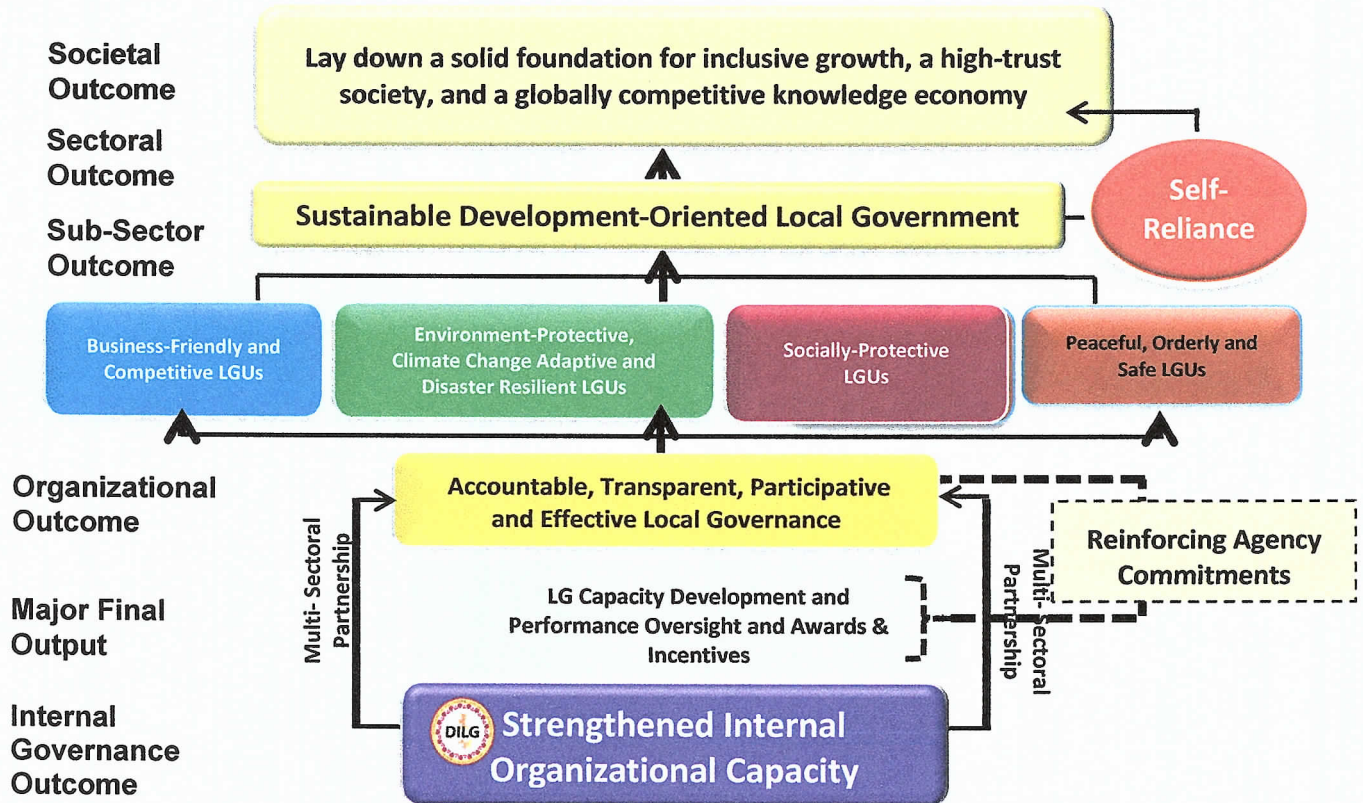 Societal
Outcome
Lay down a solid foundation for inclusive growth, a high-trust
society, and a globally competitive knowledge economy
Sectoral
Outcome
Sustainable Development-Oriented Local Government
Self-
Reliance
Sub-Sector
Outcome
Business-Friendly and
Competitive LGUs
Environment-Protective,
Climate Change Adaptive and
Disaster Resilient LGUs
Socially-Protective
LGUs
Peaceful, Orderly and
Safe LGUs
Organizational
Outcome
Accountable, Transparent, Participative
and Effective Local Governance
Multi- Sectoral
Partnership
Multi- Sectoral
Partnership
Reinforcing Agency
Commitments
Major Final
Output
LG Capacity Development and
Performance Oversight and Awards &
Incentives
Internal
Governance
Outcome
DILG
Strengthened Internal
Organizational Capacity